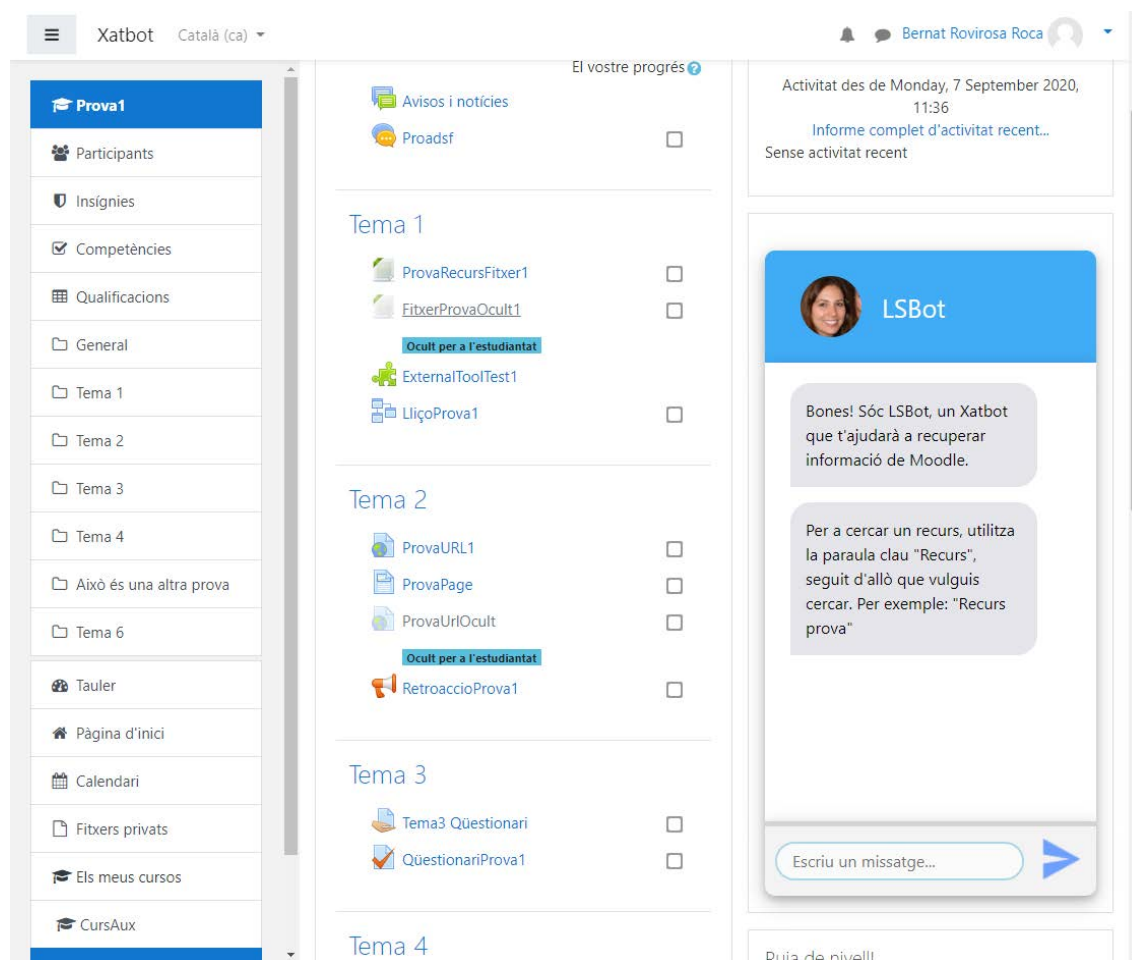 Xatbot
Català (ca)
Bernat Rovirosa Roca
Prova1
Participants
Insígnies
Competències
Qualificacions
General
Tema 1
Tema 2
Tema 3
Tema 4
Això és una altra prova
Tema 6
Tauler
Pàgina d'inici
Calendari
Fitxers privats
Els meus cursos
CursAux
El vostre progrés
Avisos i notícies
Proadsf
Tema 1
ProvaRecursFitxer1
FitxerProvaOcult1
Ocult per a l'estudiantat
ExternalToolTest1
LliçoProva1
Tema 2
ProvaURL1
ProvaPage
ProvaUrlOcult
Ocult per a l'estudiantat
RetroaccioProva1
Tema 3
Tema3 Qüestionari
QüestionariProva1
Tema 4
Activitat des de Monday, 7 September 2020,
11:36
Informe complet d'activitat recent...
Sense activitat recent
LSBot
Bones! Sóc LSBot, un Xatbot
que t'ajudarà a recuperar
informació de Moodle.
Per a cercar un recurs, utilitza
la paraula clau "Recurs",
seguit d'allò que vulguis
cercar. Per exemple: "Recurs
prova"
Escriu un missatge...
Puja de nivell!